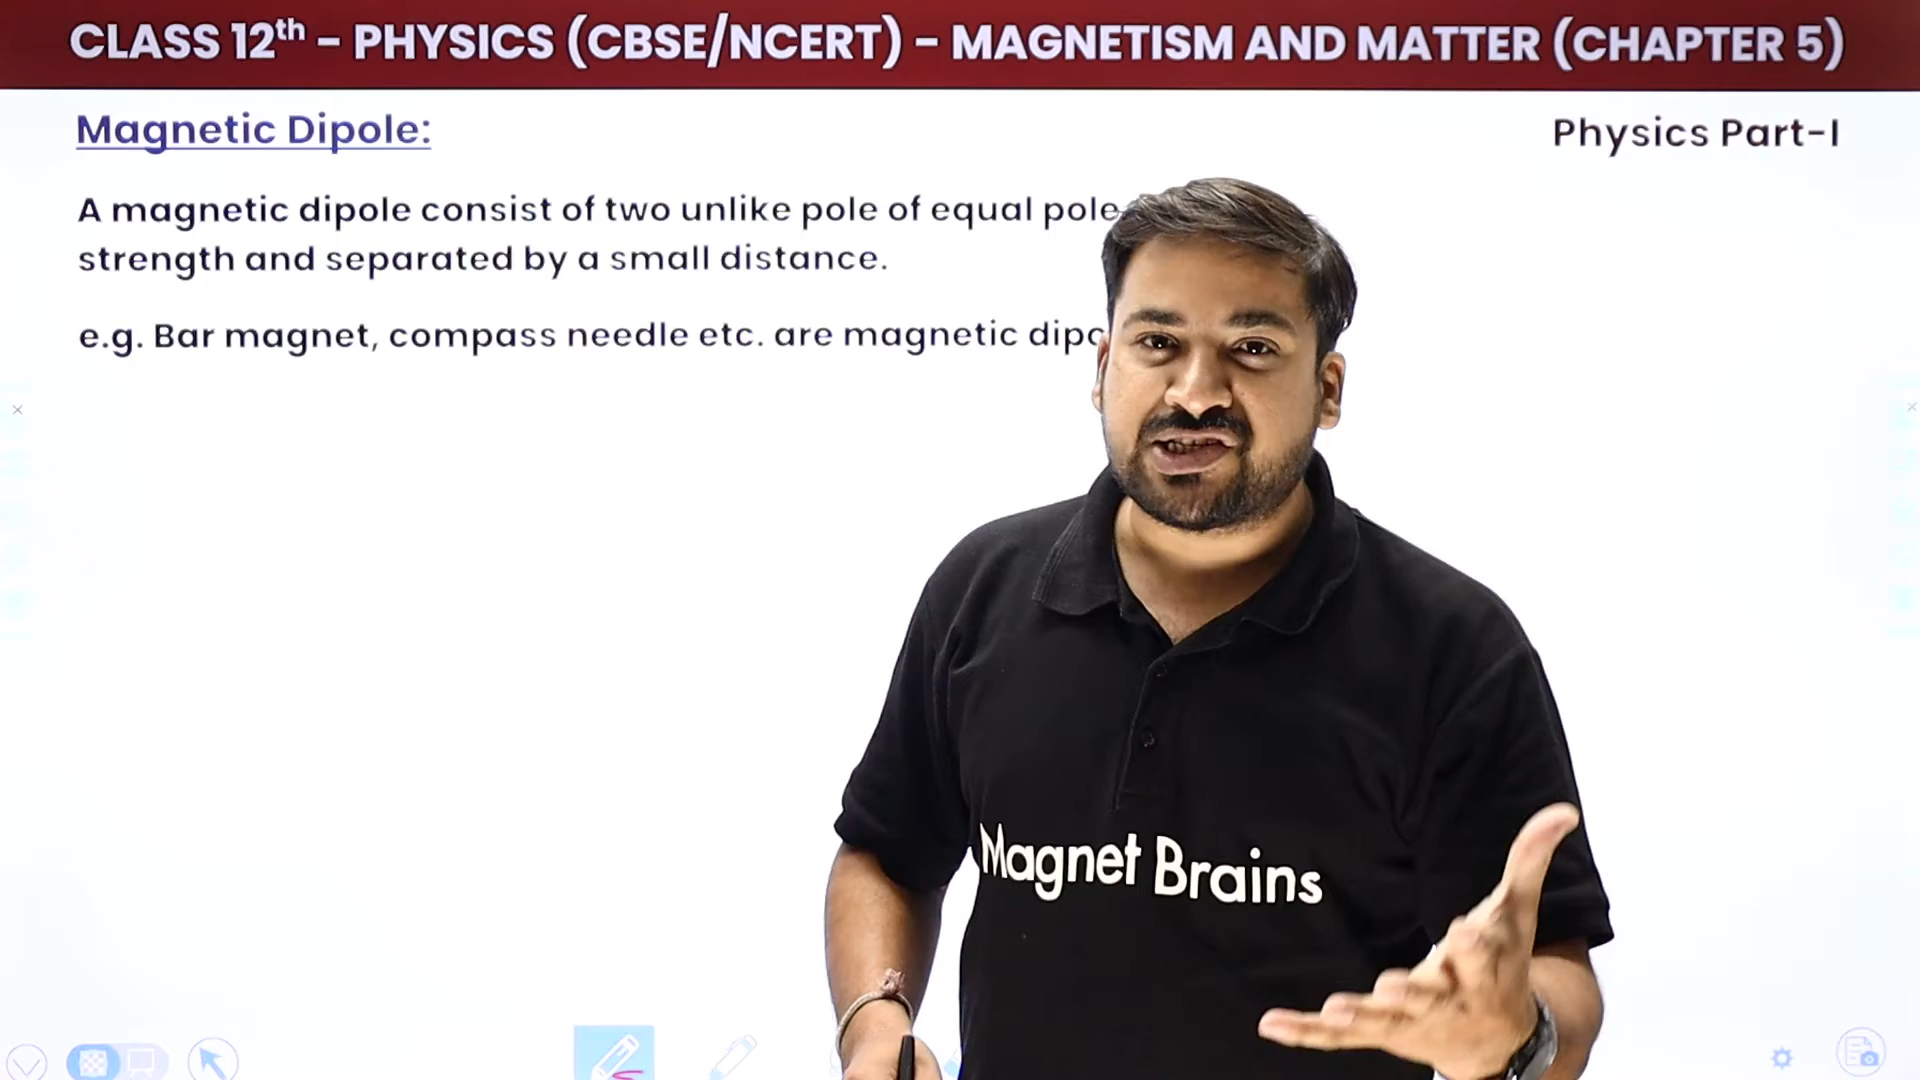 CLASS 12th - PHYSICS (CBSE/NCERT) - MAGNETISM AND MATTER (CHAPTER 5)
Magnetic Dipole:
Physics Part-I
A magnetic dipole consist of two unlike pole of equal pole
strength and separated by a small distance.
e.g. Bar magnet, compass needle etc. are magnetic
Magnet Brains